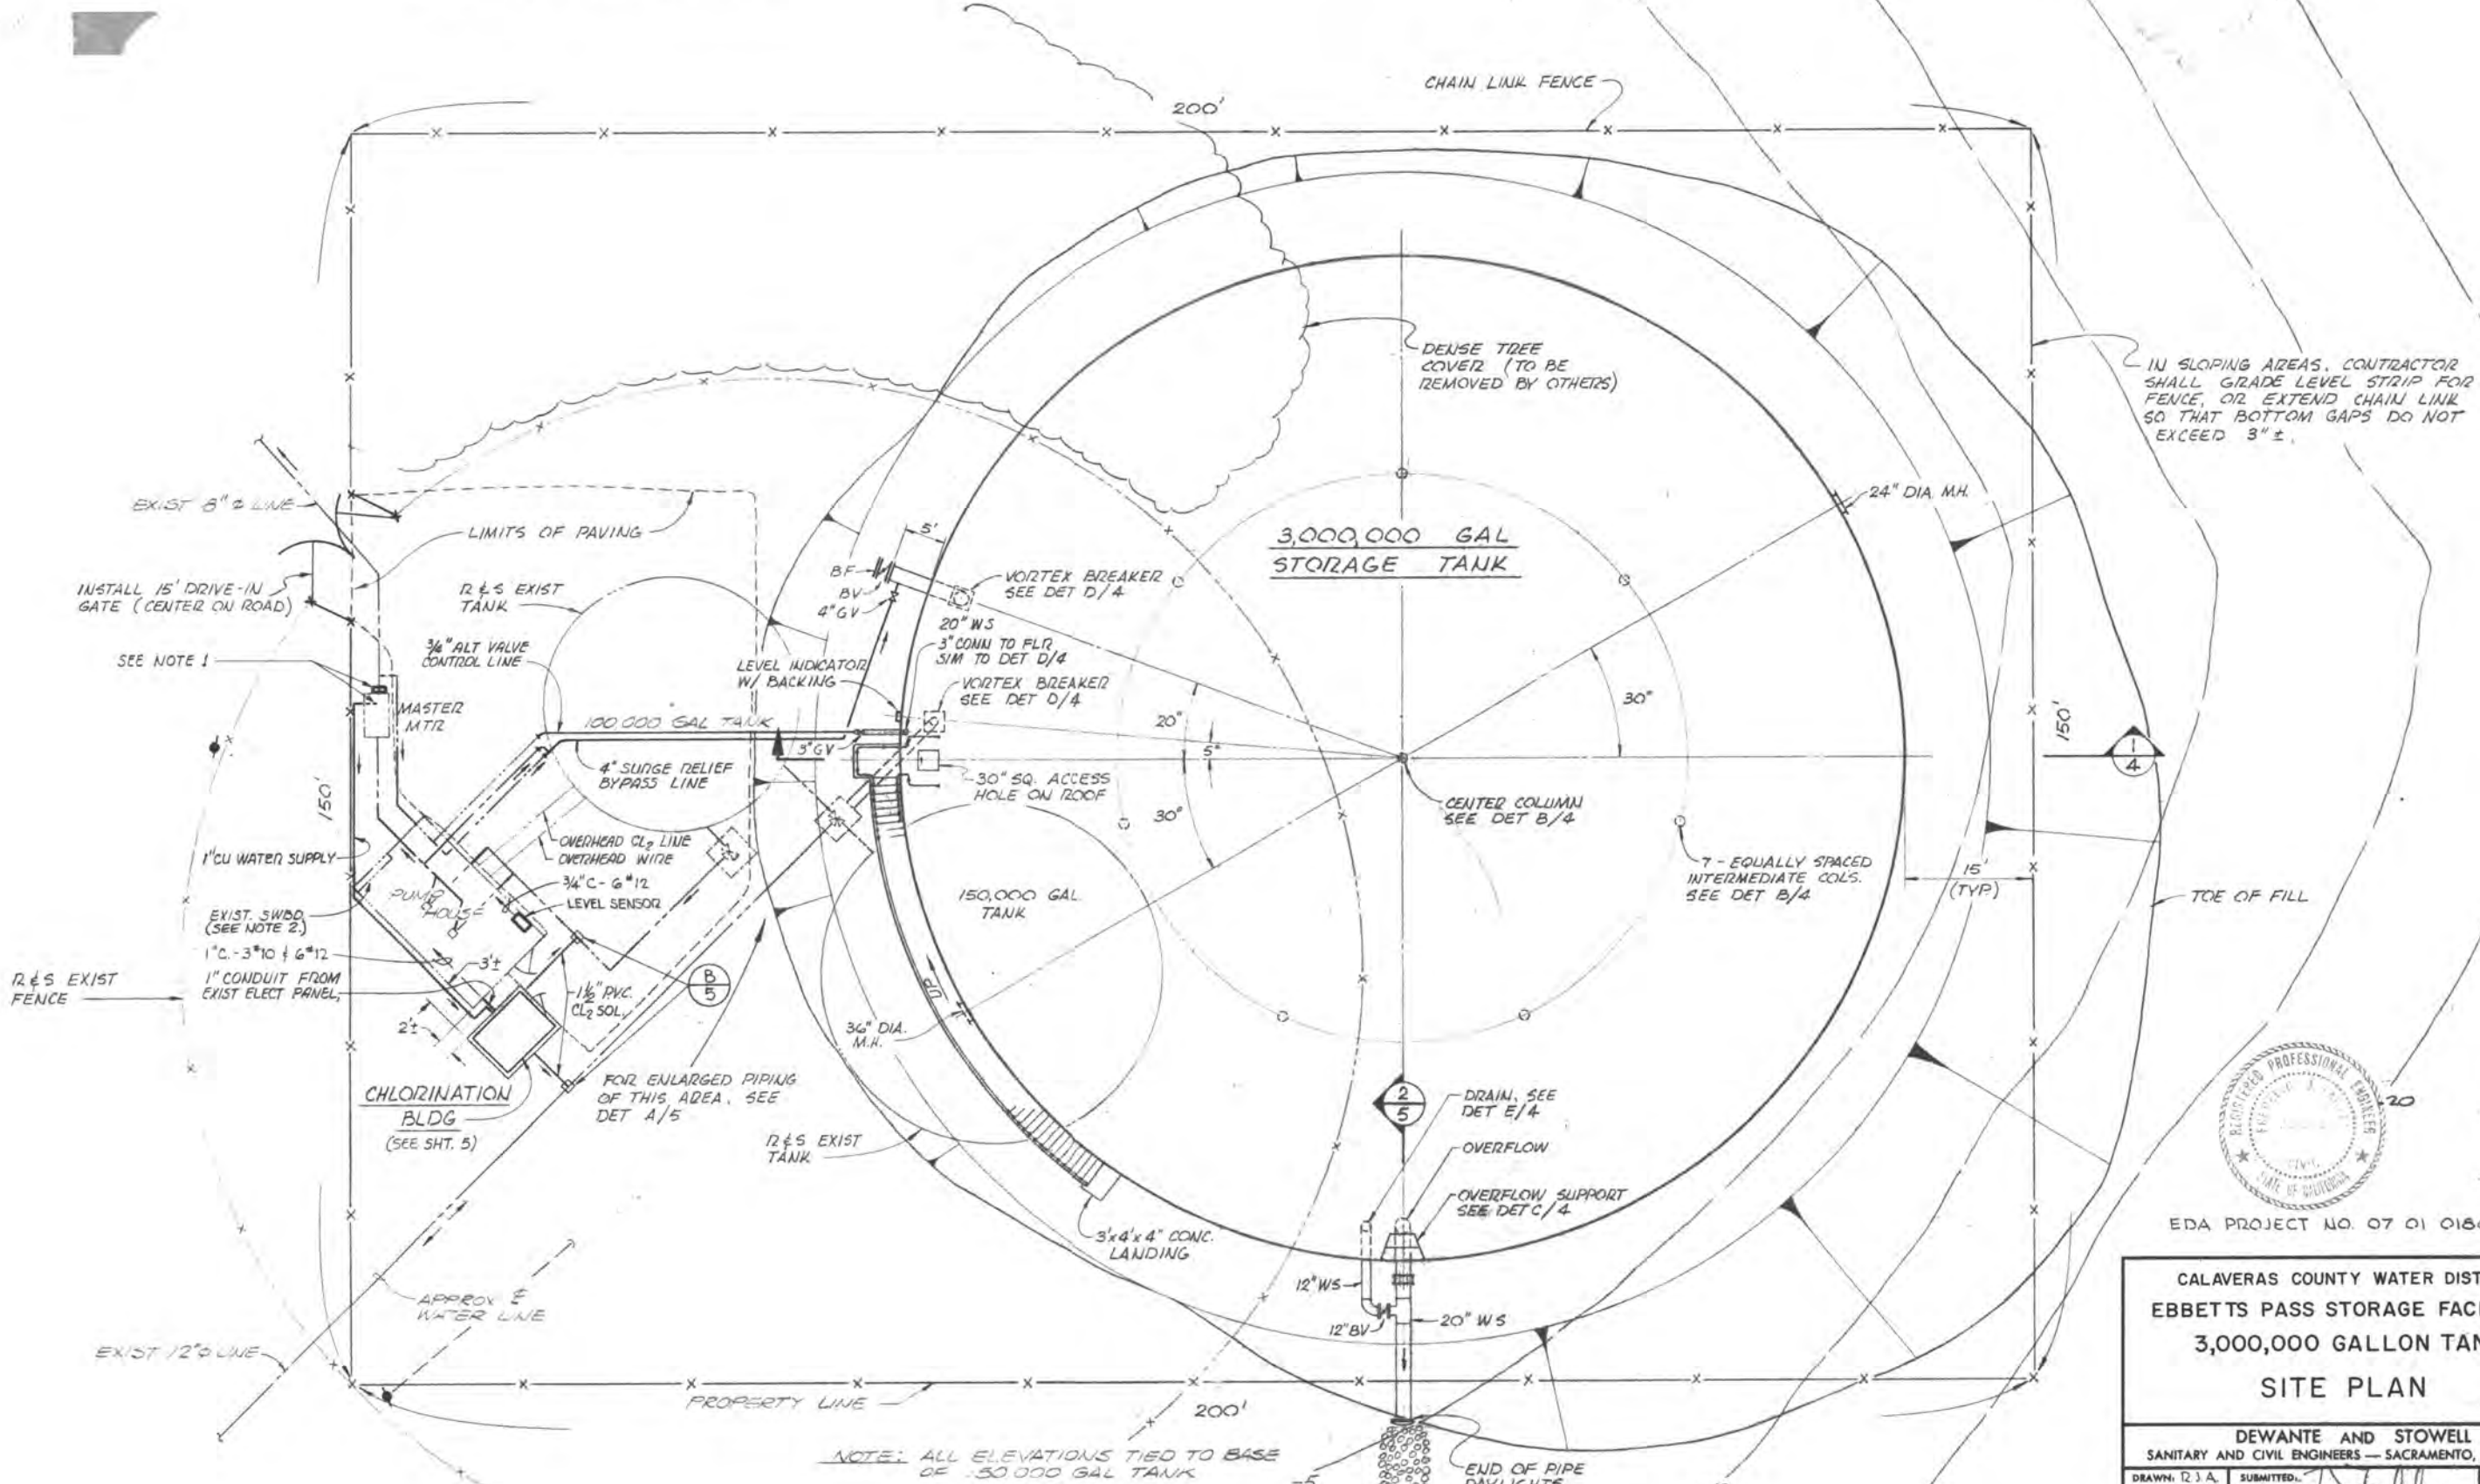 200'
CHAIN LINK FENCE
DENSE TREE
COVER (TO BE
REMOVED BY OTHERS)
IN SLOPING AREAS, CONTRACTOR
SHALL GRADE LEVEL STRIP FOR
FENCE, OR EXTEND CHAIN LINK
SO THAT BOTTOM GAPS DO NOT
EXCEED 3"±.
EXIST 8"⌀ LINE
LIMITS OF PAVING
INSTALL 15' DRIVE-IN
GATE (CENTER ON ROAD)
R & S EXIST
TANK
SEE NOTE 1
3/4" ALT VALVE
CONTROL LINE
MASTER
MTR
100,000 GAL TANK
4" SURGE RELIEF
BYPASS LINE
5'
BF
BV
4" GV
20" WS
VORTEX BREAKER
SEE DET D/4
3" CONN TO FLR
SIM TO DET D/4
LEVEL INDICATOR
W/ BACKING
VORTEX BREAKER
SEE DET D/4
3" GV
30" SQ. ACCESS
HOLE ON ROOF
3,000,000 GAL
STORAGE TANK
24" DIA. M.H.
20°
5°
30°
30°
CENTER COLUMN
SEE DET B/4
7 - EQUALLY SPACED
INTERMEDIATE COL'S.
SEE DET B/4
15'
(TYP)
150'
1
4
TOE OF FILL
150'
1" CU WATER SUPPLY
OVERHEAD CL2 LINE
OVERHEAD WIRE
3/4" C - 6 #12
LEVEL SENSOR
PUMP
HOUSE
EXIST. SWBD.
(SEE NOTE 2.)
1" C. - 3 #10 & 6 #12
1" CONDUIT FROM
EXIST ELECT PANEL,
3'±
2'±
1½" P.V.C.
CL2 SOL.
B
5
R & S EXIST
FENCE
CHLORINATION
BLDG
(SEE SHT. 5)
FOR ENLARGED PIPING
OF THIS AREA, SEE
DET A/5
150,000 GAL.
TANK
UP
36" DIA.
M.H.
R & S EXIST
TANK
3'x4'x4" CONC.
LANDING
2
5
DRAIN, SEE
DET E/4
OVERFLOW
OVERFLOW SUPPORT
SEE DET C/4
12" WS
12" BV
20" WS
APPROX ℄
WATER LINE
EXIST 12"⌀ LINE
PROPERTY LINE
200'
NOTE: ALL ELEVATIONS TIED TO BASE
OF 50,000 GAL TANK
END OF PIPE
20
REGISTERED PROFESSIONAL ENGINEER
CIVIL
STATE OF CALIFORNIA
EDA PROJECT NO. 07 01 018
CALAVERAS COUNTY WATER DIST
EBBETTS PASS STORAGE FAC
3,000,000 GALLON TAN
SITE PLAN
DEWANTE AND STOWELL
SANITARY AND CIVIL ENGINEERS — SACRAMENTO,
DRAWN: R.J.A.
SUBMITTED: